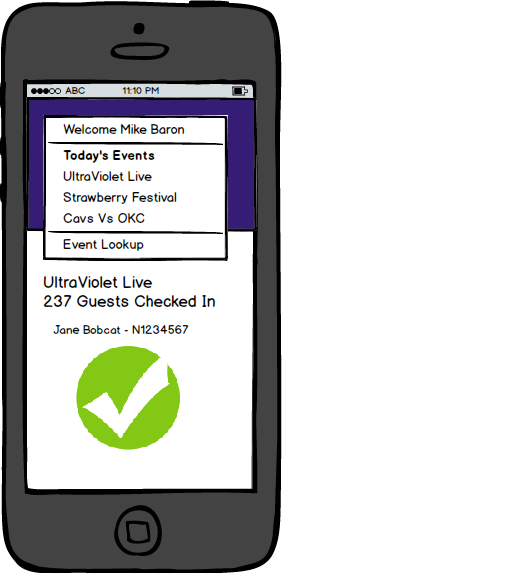 ABC 11:10 PM
Welcome Mike Baron
Today's Events
UltraViolet Live
Strawberry Festival
Cavs Vs OKC
Event Lookup
UltraViolet Live
237 Guests Checked In
Jane Bobcat - N1234567